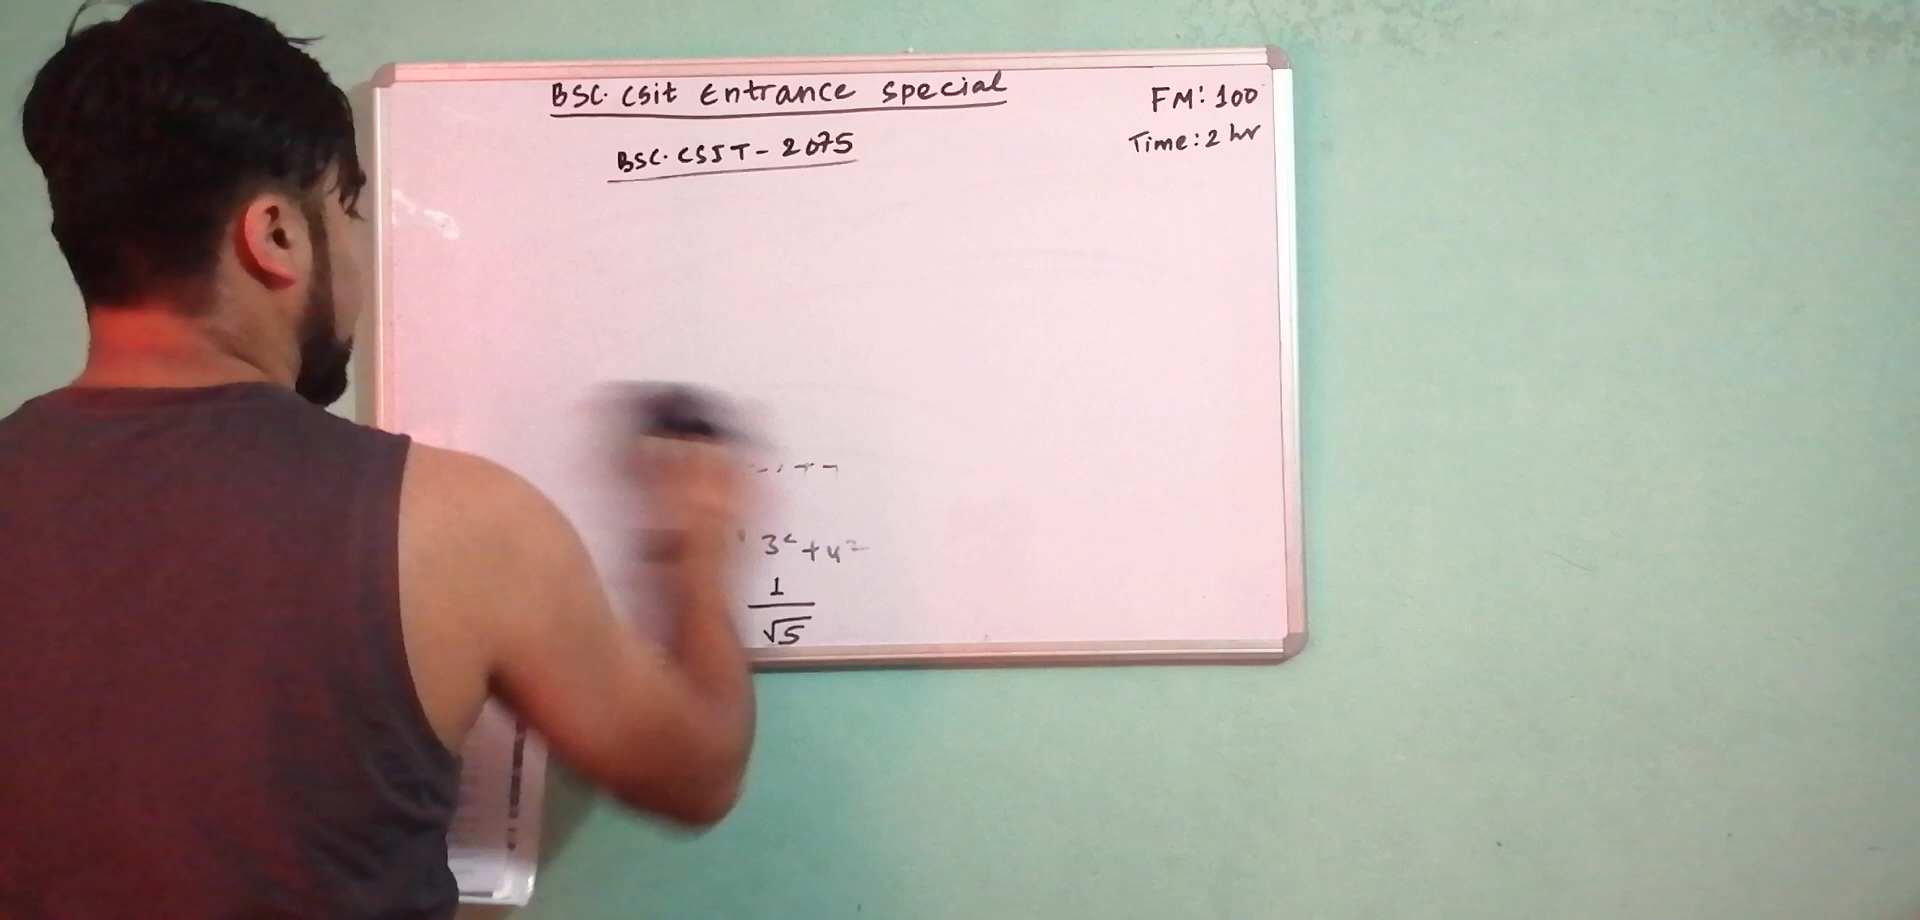 BSC. CSit Entrance Special
FM: 100
Time: 2 hr
BSC. CSIT - 2075
3² + 4²
1
√5